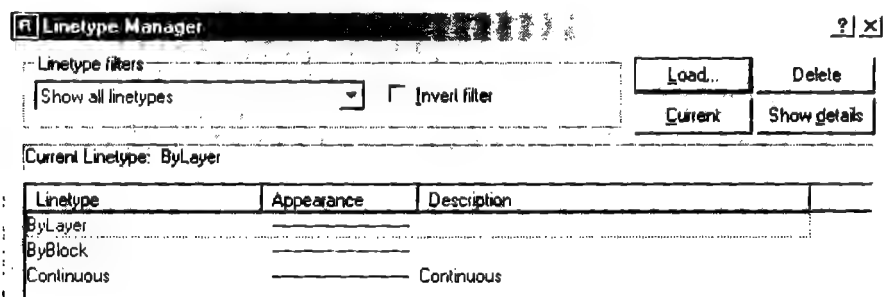 Linetype Manager
Linetype filters
Show all linetypes
Invert filter
Load...
Delete
Current
Show details
Current Linetype: ByLayer
Linetype Appearance Description
ByLayer
ByBlock
Continuous Continuous